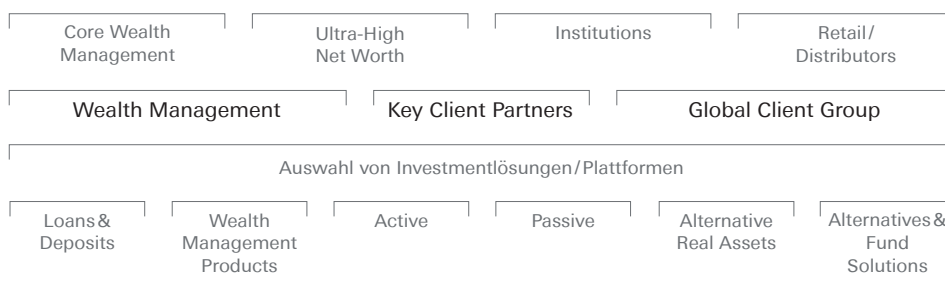 Core Wealth
Management
Ultra-High
Net Worth
Institutions
Retail/
Distributors
Wealth Management
Key Client Partners
Global Client Group
Auswahl von Investmentlösungen/Plattformen
Loans &
Deposits
Wealth
Management
Products
Active
Passive
Alternative
Real Assets
Alternatives &
Fund
Solutions